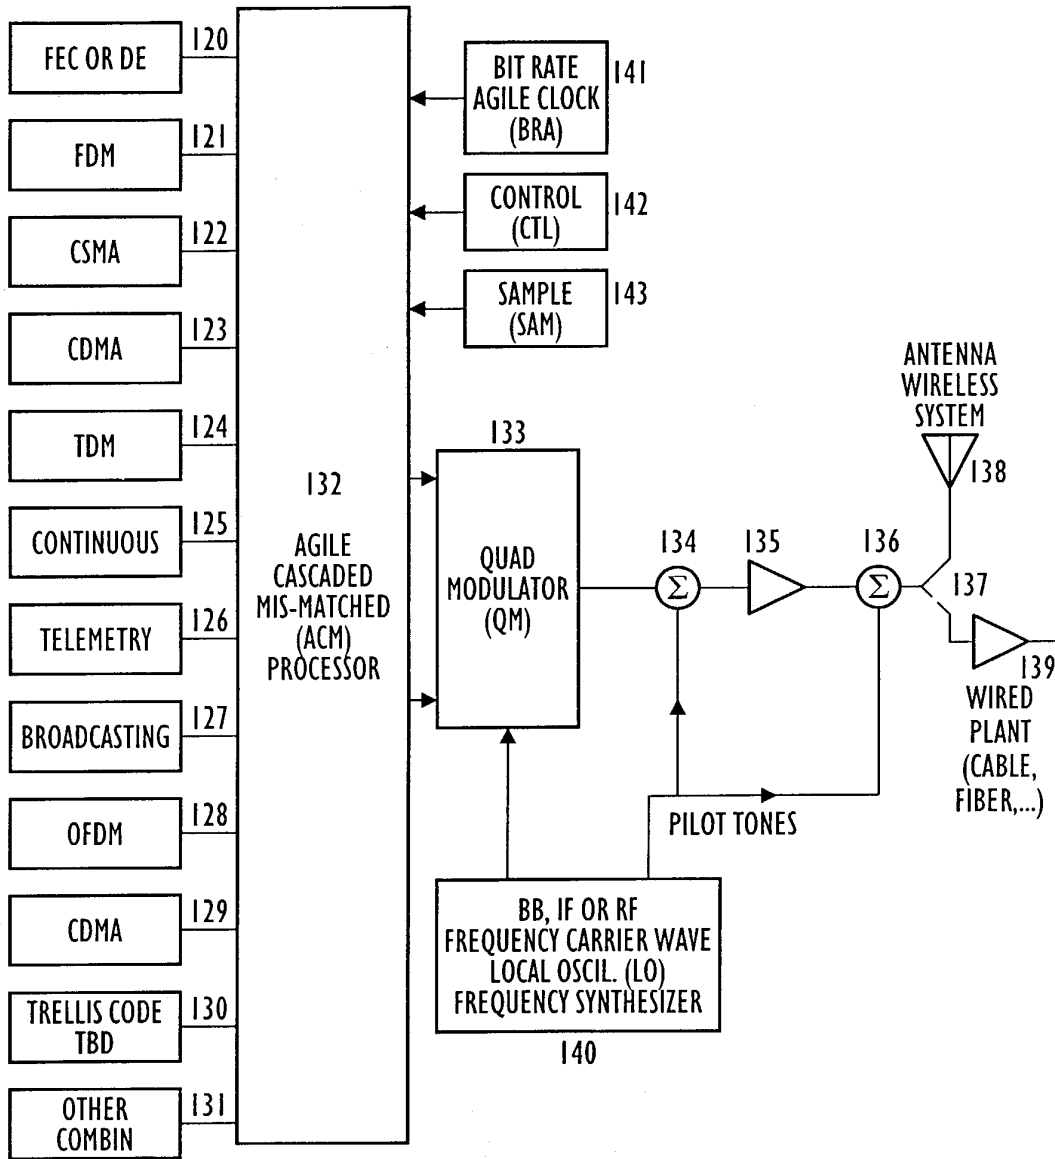 FEC OR DE
120
FDM
121
CSMA
122
CDMA
123
TDM
124
CONTINUOUS
125
TELEMETRY
126
BROADCASTING
127
OFDM
128
CDMA
129
TRELLIS CODE
TBD
130
OTHER
COMBIN
131
132
AGILE
CASCADED
MIS-MATCHED
(ACM)
PROCESSOR
BIT RATE
AGILE CLOCK
(BRA)
141
CONTROL
(CTL)
142
SAMPLE
(SAM)
143
133
QUAD
MODULATOR
(QM)
134
Σ
135
136
Σ
137
ANTENNA
WIRELESS
SYSTEM
138
139
WIRED
PLANT
(CABLE,
FIBER,...)
PILOT TONES
BB, IF OR RF
FREQUENCY CARRIER WAVE
LOCAL OSCIL. (LO)
FREQUENCY SYNTHESIZER
140